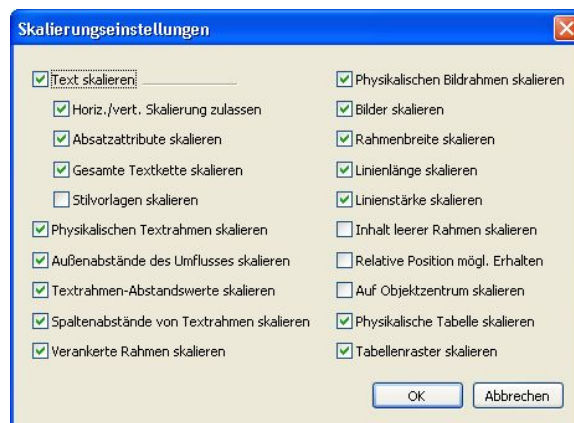 Skalierungseinstellungen
Text skalieren
Horiz./vert. Skalierung zulassen
Absatzattribute skalieren
Gesamte Textkette skalieren
Stilvorlagen skalieren
Physikalischen Textrahmen skalieren
Außenabstände des Umflusses skalieren
Textrahmen-Abstandswerte skalieren
Spaltenabstände von Textrahmen skalieren
Verankerte Rahmen skalieren
Physikalischen Bildrahmen skalieren
Bilder skalieren
Rahmenbreite skalieren
Linienlänge skalieren
Linienstärke skalieren
Inhalt leerer Rahmen skalieren
Relative Position mögl. Erhalten
Auf Objektzentrum skalieren
Physikalische Tabelle skalieren
Tabellenraster skalieren
OK
Abbrechen